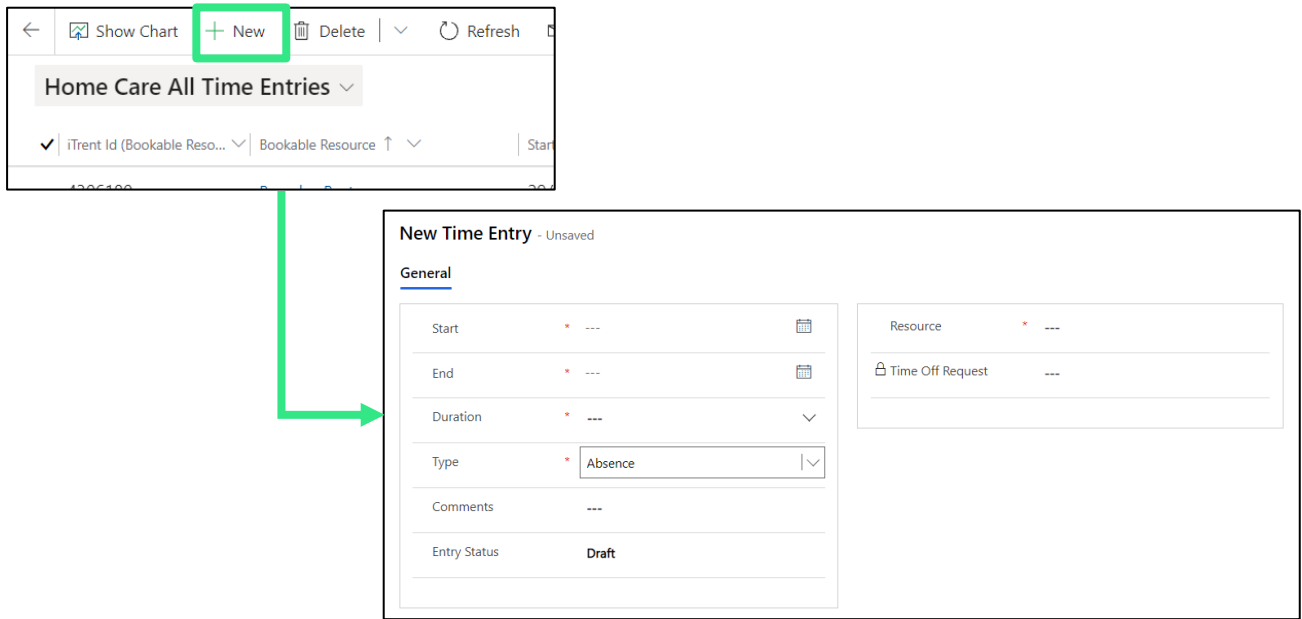 Show Chart New Delete Refresh
Home Care All Time Entries
iTrent Id (Bookable Reso... Bookable Resource ↑ Start
New Time Entry - Unsaved
General
Start * ---
End * ---
Duration * ---
Type * Absence
Comments ---
Entry Status Draft
Resource * ---
Time Off Request ---